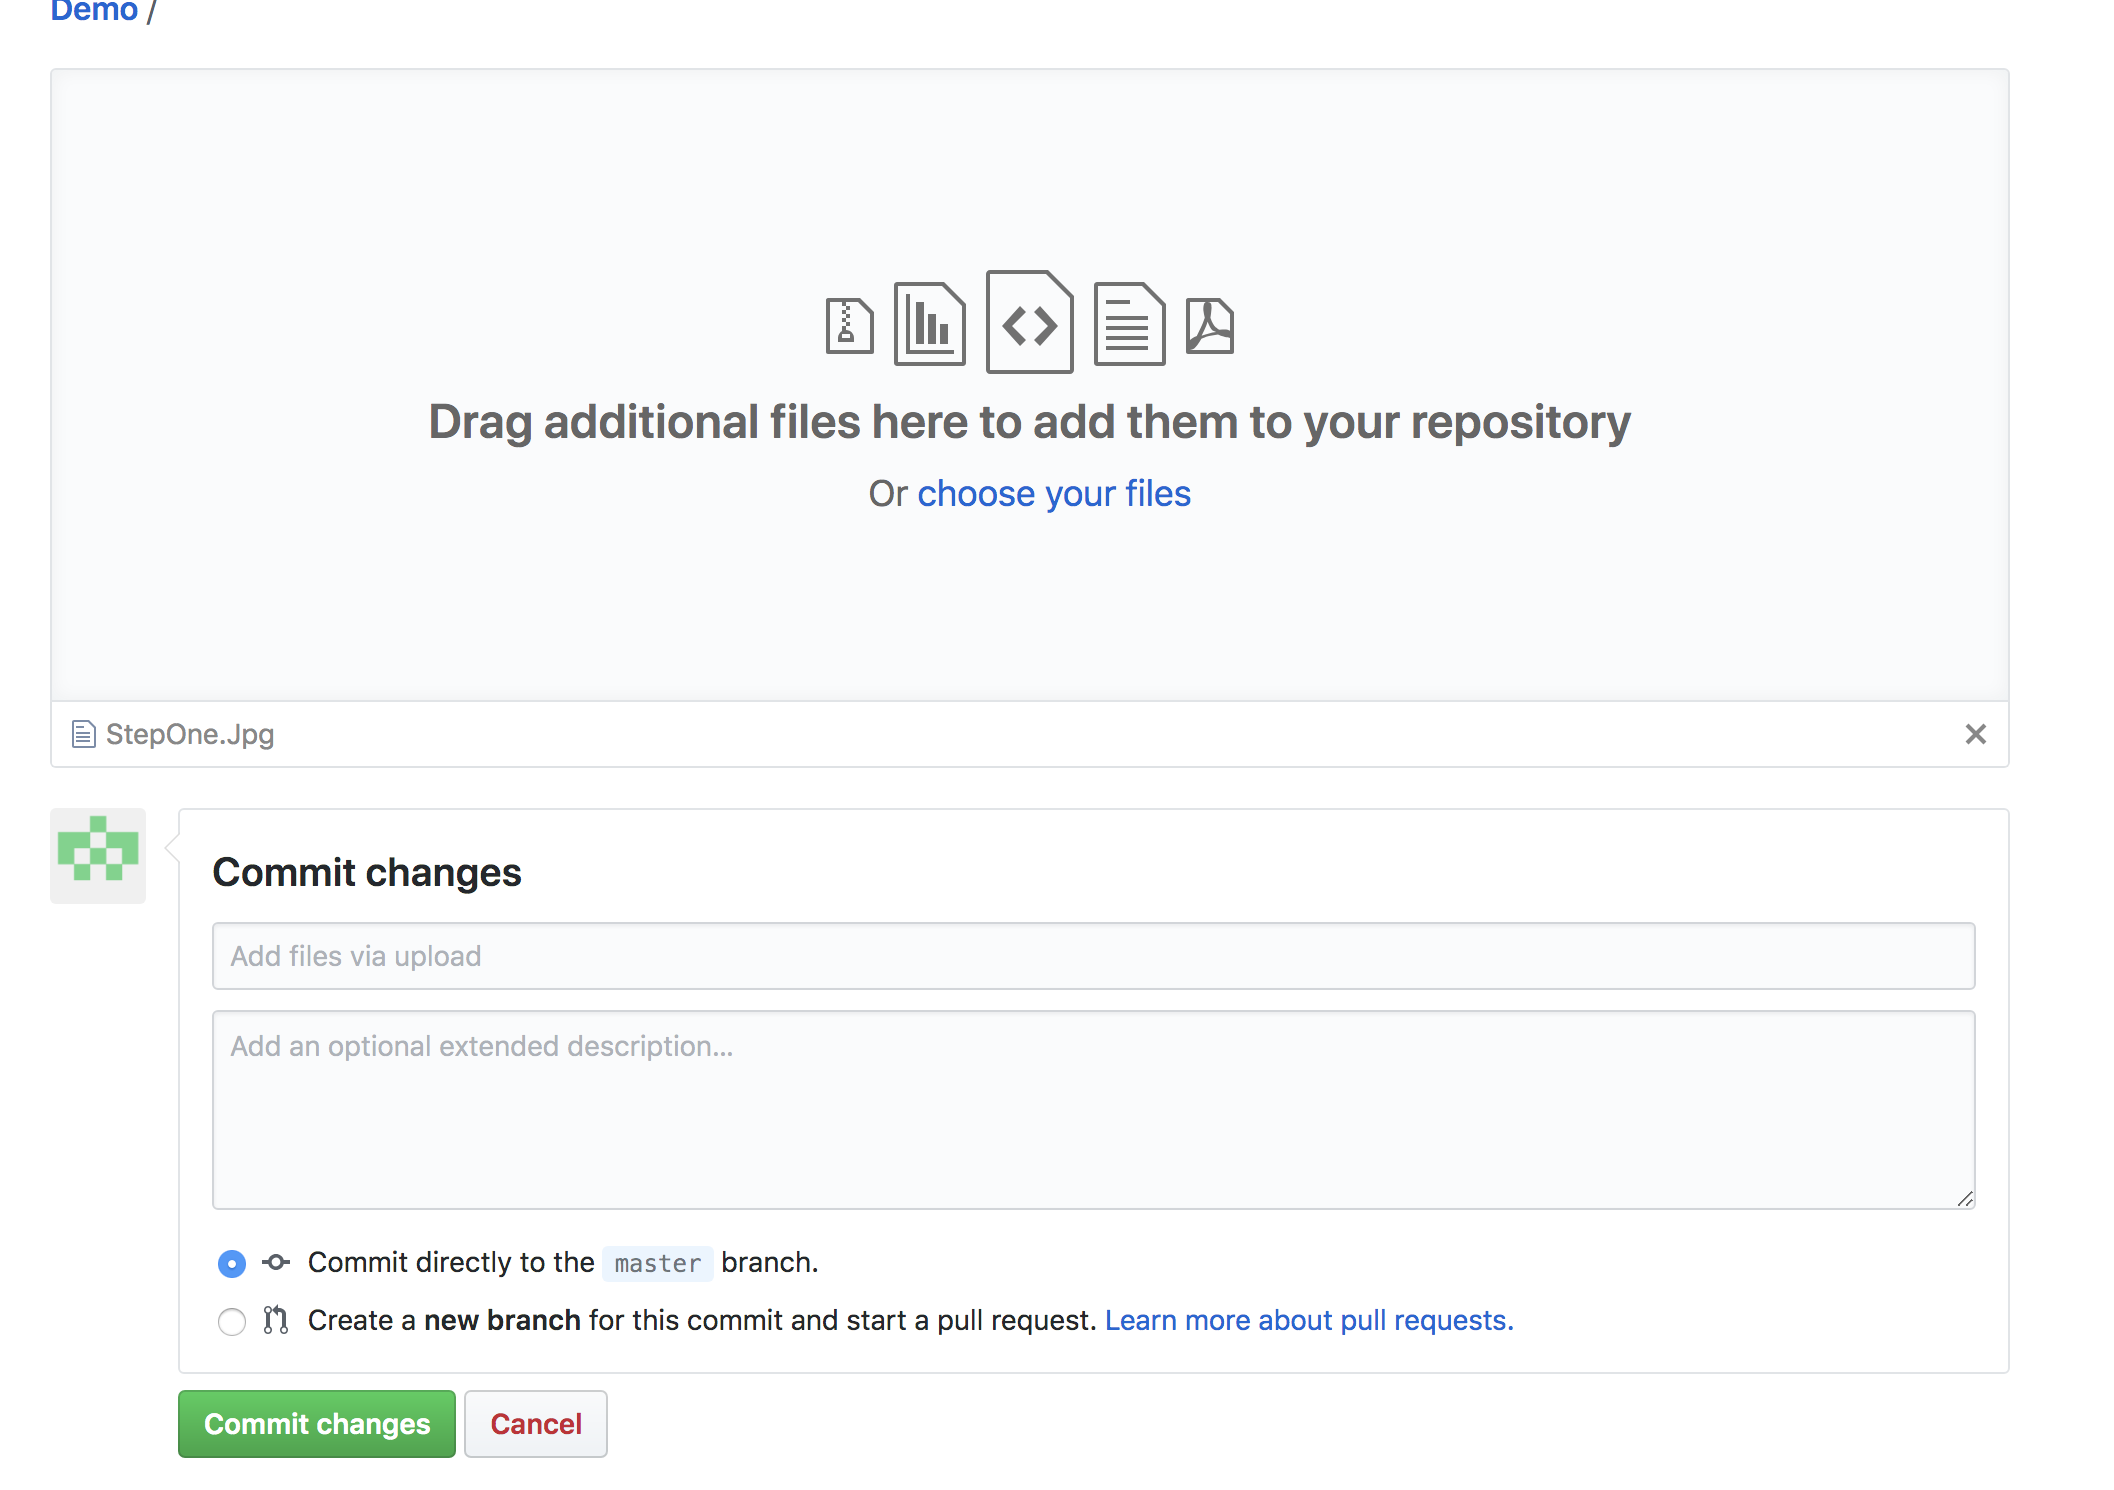 Demo /
Drag additional files here to add them to your repository
Or choose your files
StepOne.Jpg
Commit changes
Add files via upload
Add an optional extended description...
Commit directly to the master branch.
Create a new branch for this commit and start a pull request. Learn more about pull requests.
Commit changes Cancel